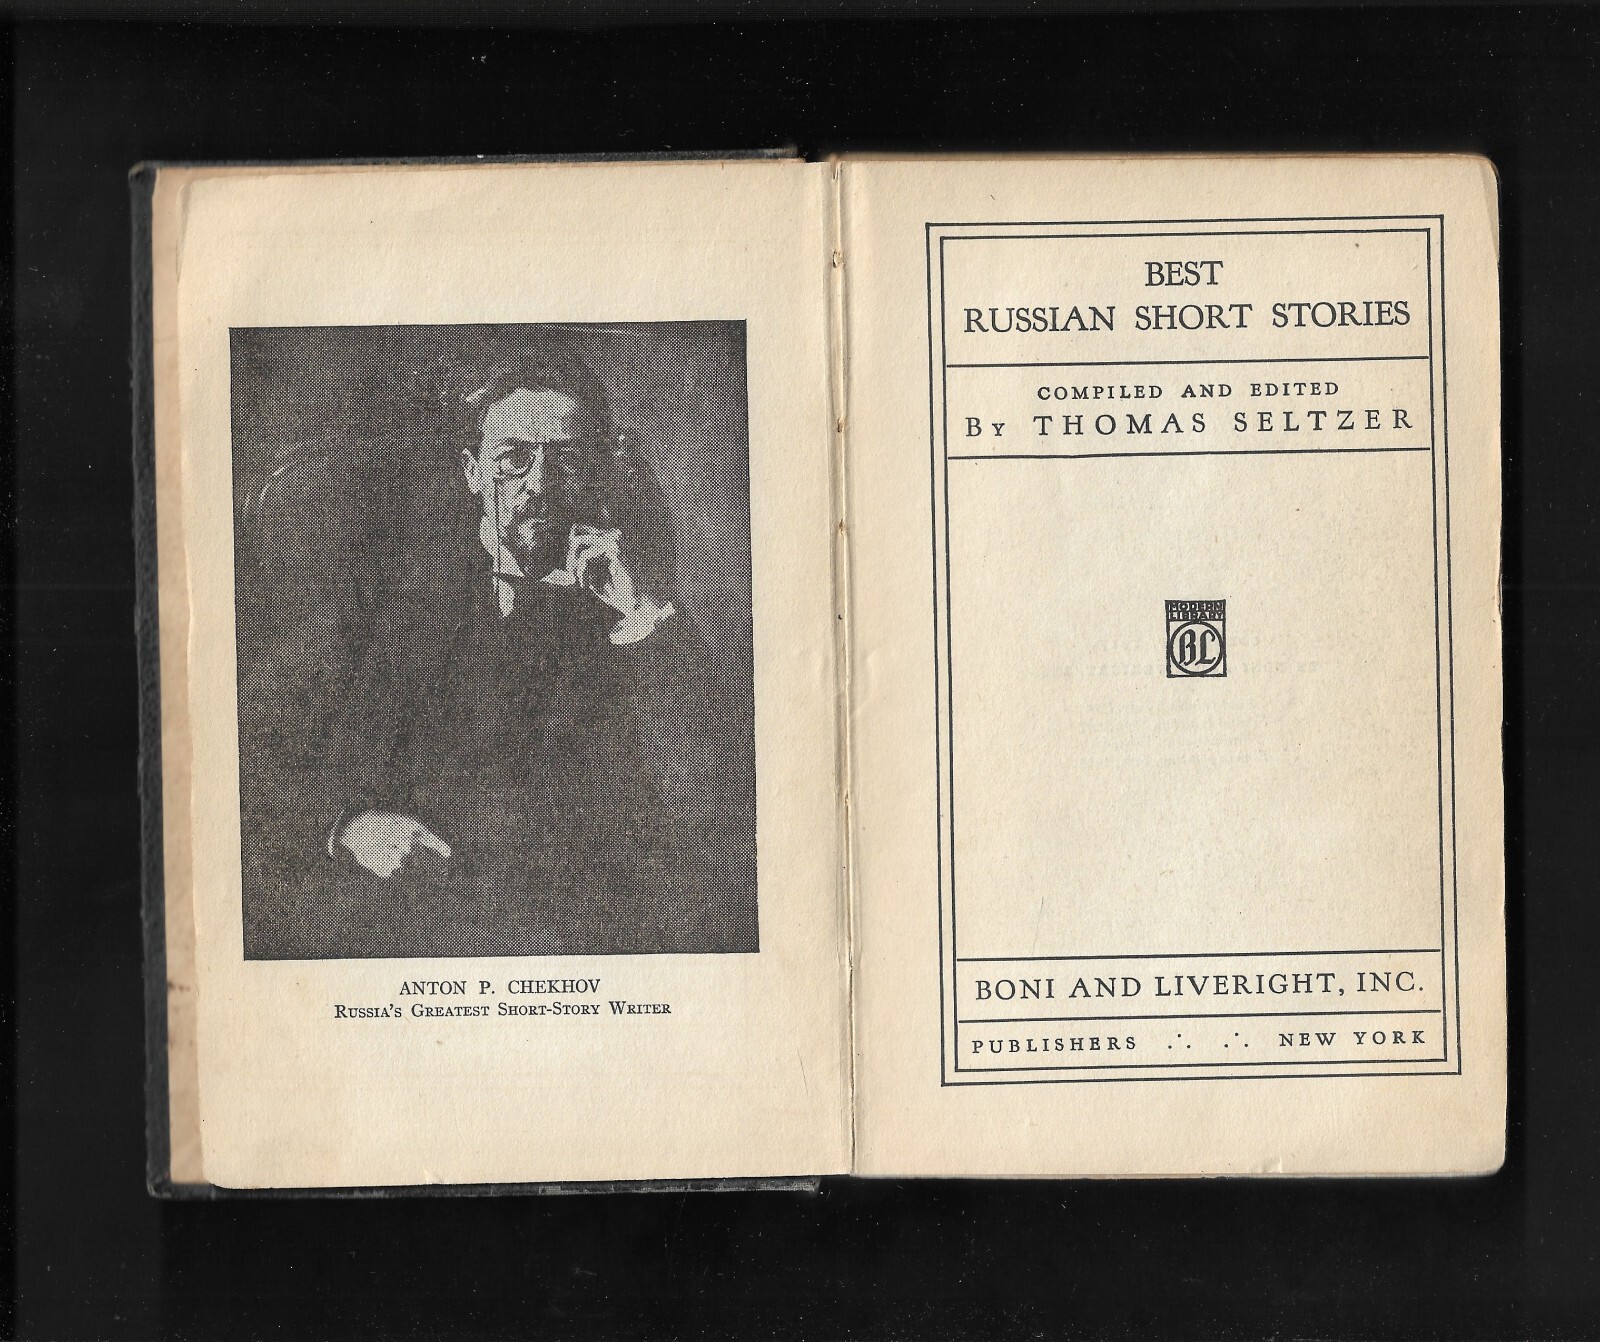 ANTON P. CHEKHOV
RUSSIA'S GREATEST SHORT-STORY WRITER
BEST
RUSSIAN SHORT STORIES
COMPILED AND EDITED
BY THOMAS SELTZER
MODERN
LIBRARY
BL
BONI AND LIVERIGHT, INC.
PUBLISHERS ∴ ∴ NEW YORK